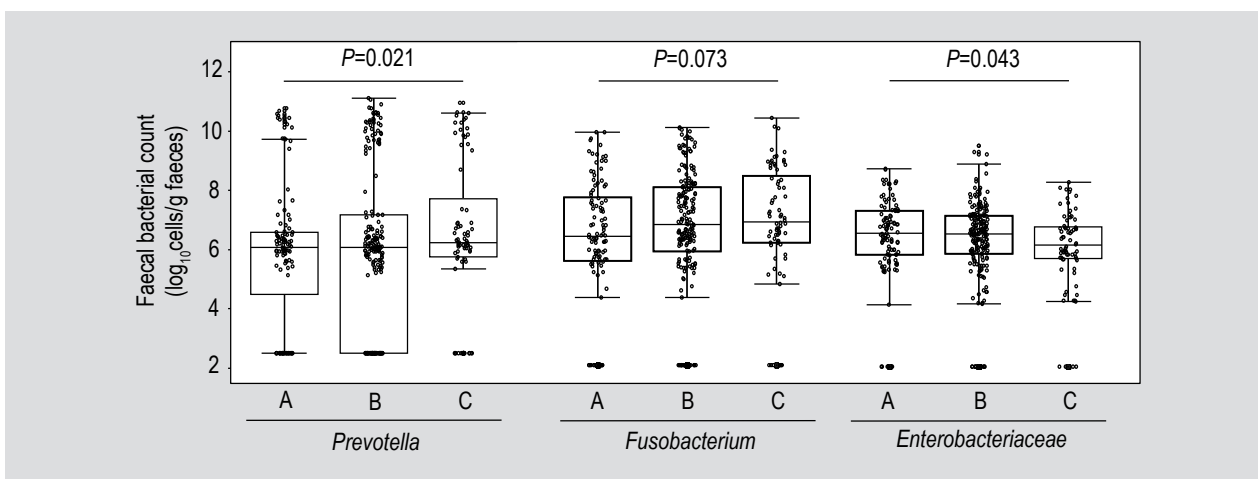 P=0.021 P=0.073 P=0.043
Faecal bacterial count
(log₁₀cells/g faeces)
12
10
8
6
4
2
A B C A B C A B C
Prevotella Fusobacterium Enterobacteriaceae